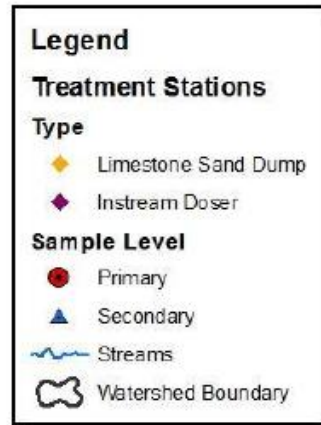 Legend
Treatment Stations
Type
Limestone Sand Dump
Instream Doser
Sample Level
Primary
Secondary
Streams
Watershed Boundary